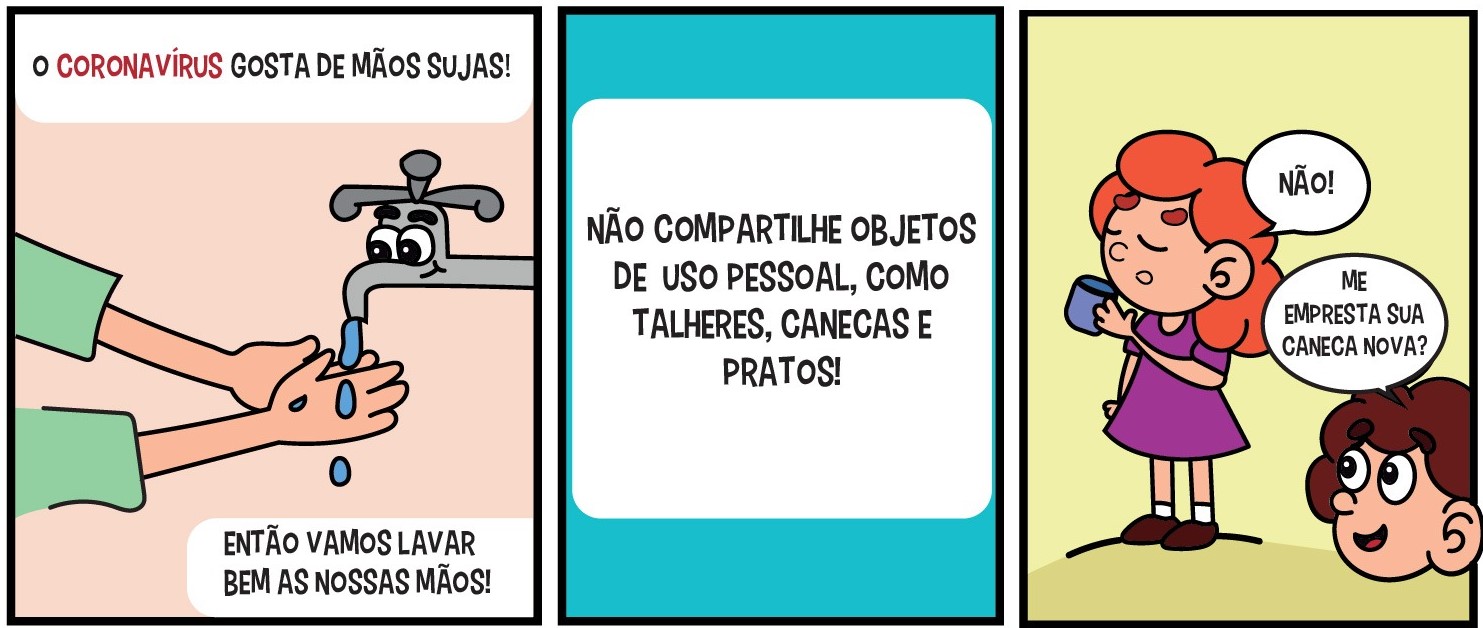 O CORONAVÍRUS GOSTA DE MÃOS SUJAS!
ENTÃO VAMOS LAVAR
BEM AS NOSSAS MÃOS!
NÃO COMPARTILHE OBJETOS
DE USO PESSOAL, COMO
TALHERES, CANECAS E
PRATOS!
NÃO!
ME
EMPRESTA SUA
CANECA NOVA?